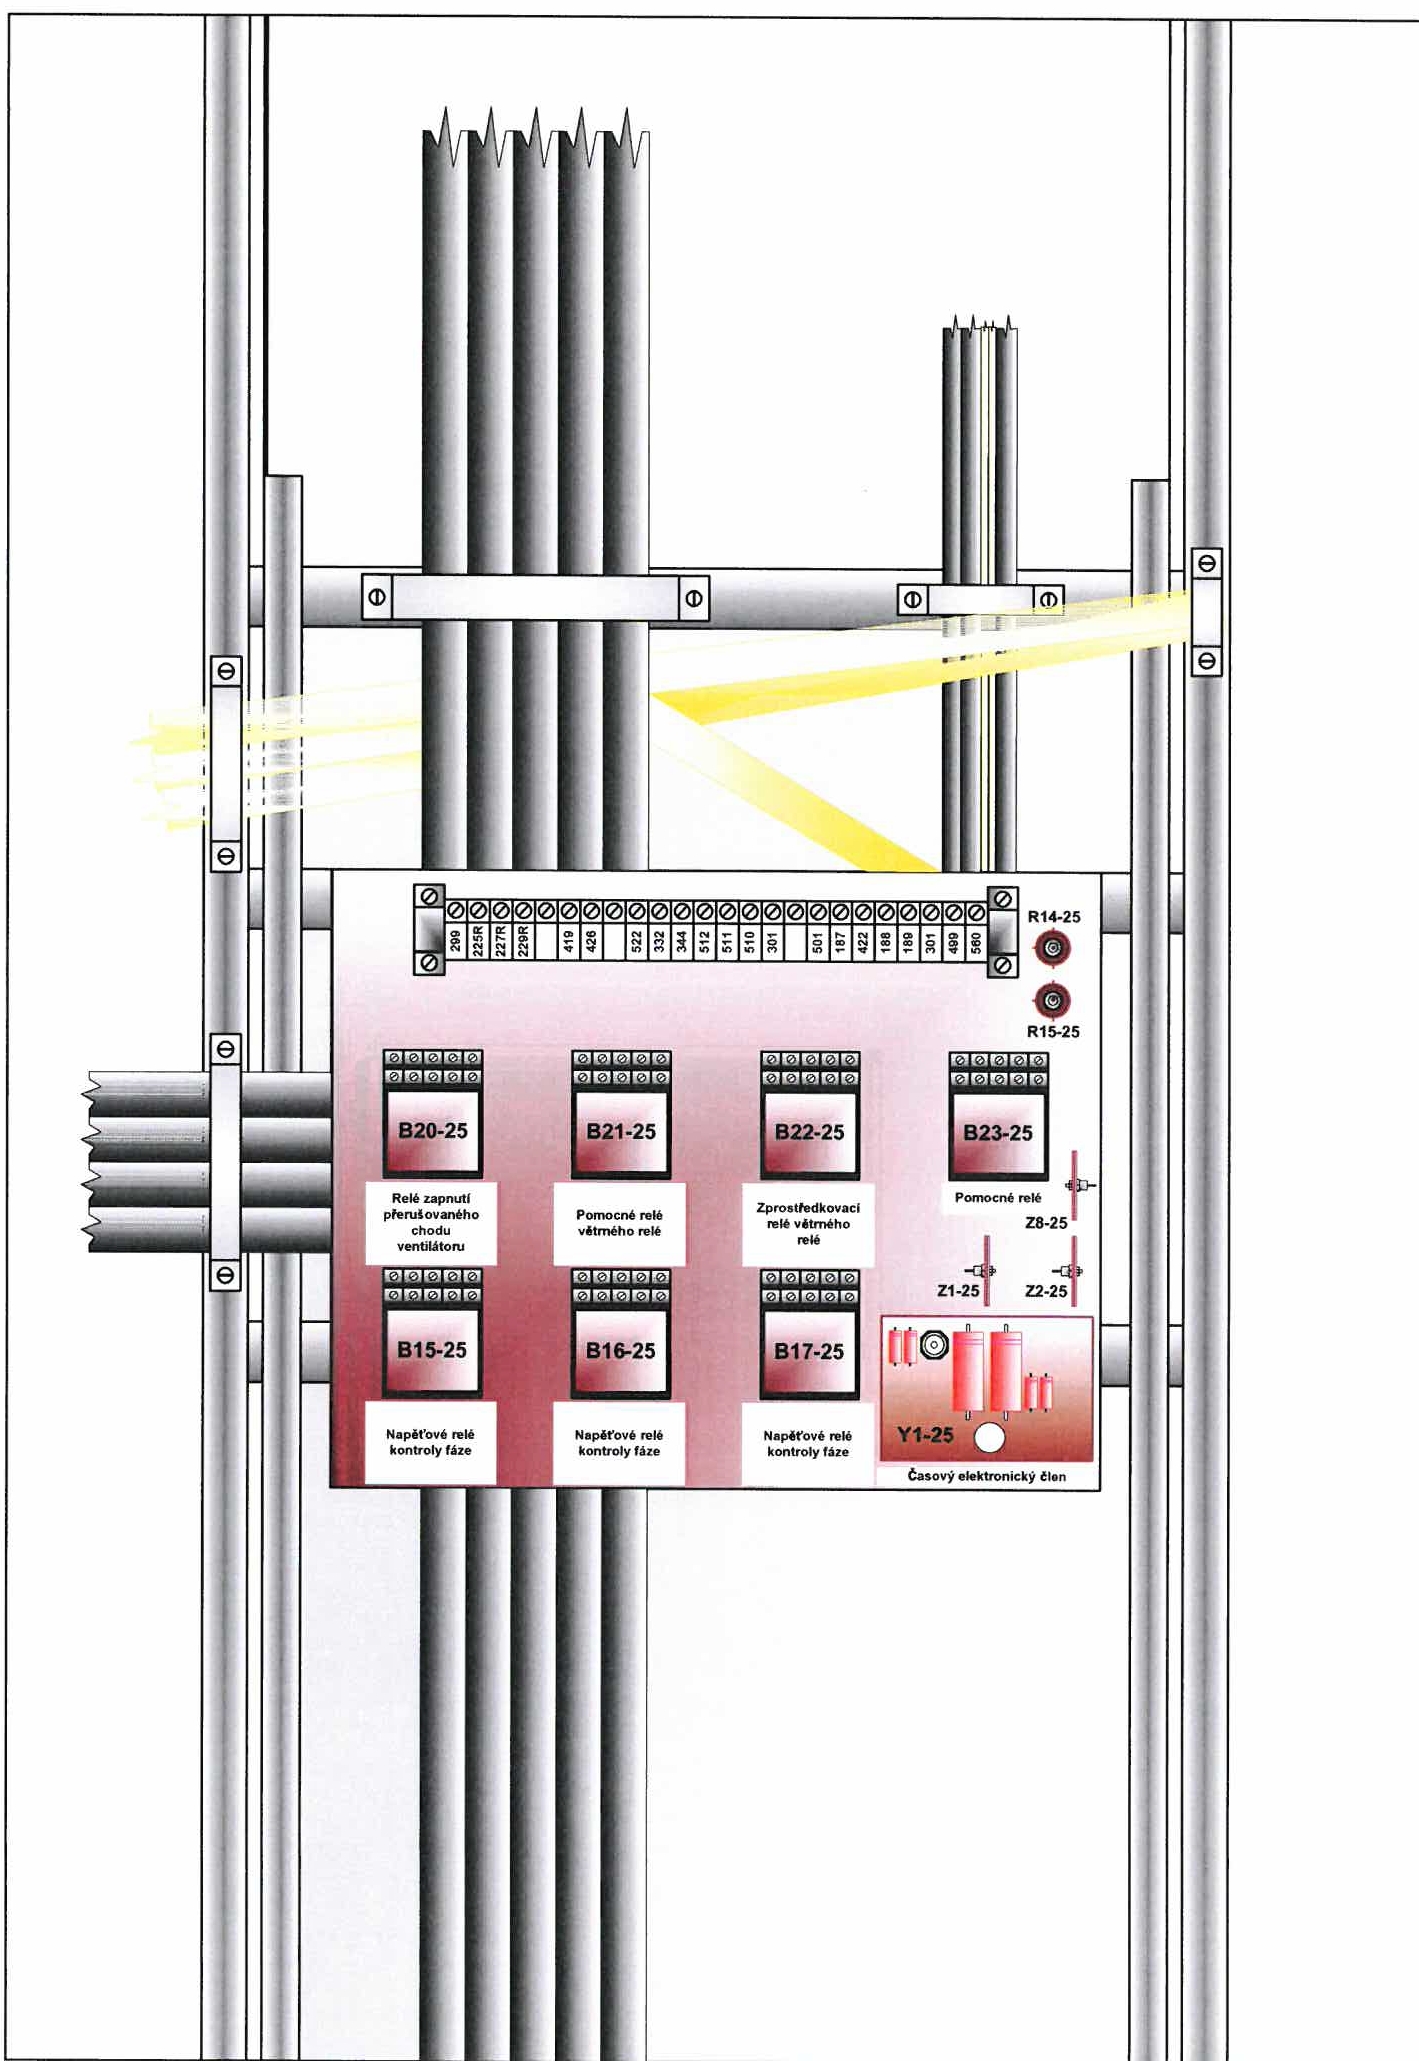 299 225R 227R 229R 419 426 522 332 344 512 511 510 301 501 187 422 188 189 301 499 560
R14-25
R15-25
B20-25 B21-25 B22-25 B23-25
Relé zapnutí
přerušovaného
chodu
ventilátoru
Pomocné relé
větrného relé
Zprostředkovací
relé větrného
relé
Pomocné relé
Z8-25
Z1-25 Z2-25
B15-25 B16-25 B17-25
Y1-25
Napěťové relé
kontroly fáze
Napěťové relé
kontroly fáze
Napěťové relé
kontroly fáze
Časový elektronický člen